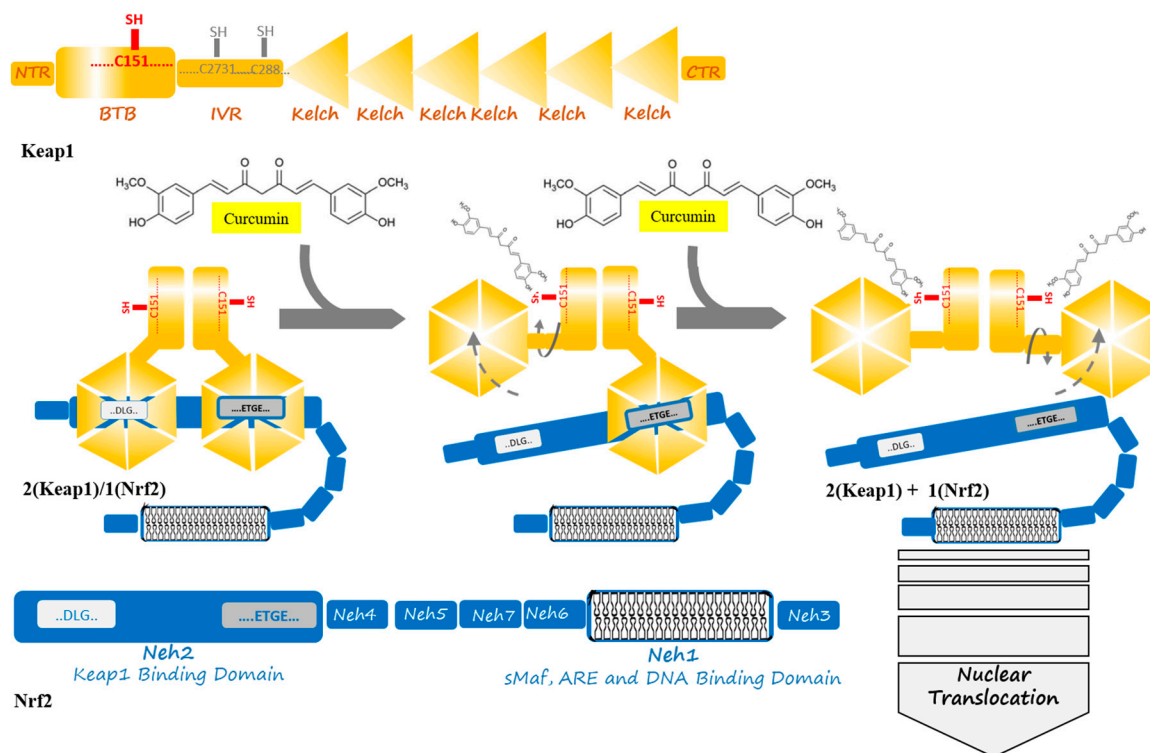 SH
SH
SH
......C151......
......C2731......C288...
NTR
CTR
BTB
IVR
Kelch
Kelch
Kelch
Kelch
Kelch
Kelch
Keap1
H₃CO
O
O
OCH₃
HO
OH
Curcumin
H₃CO
O
O
OCH₃
HO
OH
Curcumin
SH
C151
C151
SH
SH
C151
C151
SH
SH
C151
C151
SH
..DLG..
....ETGE...
..DLG..
....ETGE...
..DLG..
....ETGE...
2(Keap1)/1(Nrf2)
2(Keap1) + 1(Nrf2)
..DLG..
....ETGE...
Neh4
Neh5
Neh7
Neh6
Neh3
Neh2
Keap1 Binding Domain
Neh1
sMaf, ARE and DNA Binding Domain
Nrf2
Nuclear
Translocation